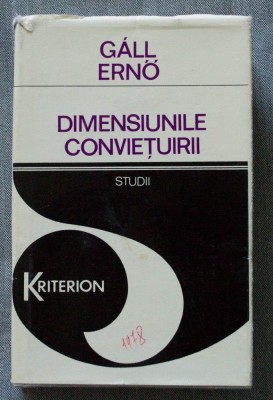 GÁLL
ERNŐ
DIMENSIUNILE
CONVIEȚUIRII
STUDII
KRITERION
1978